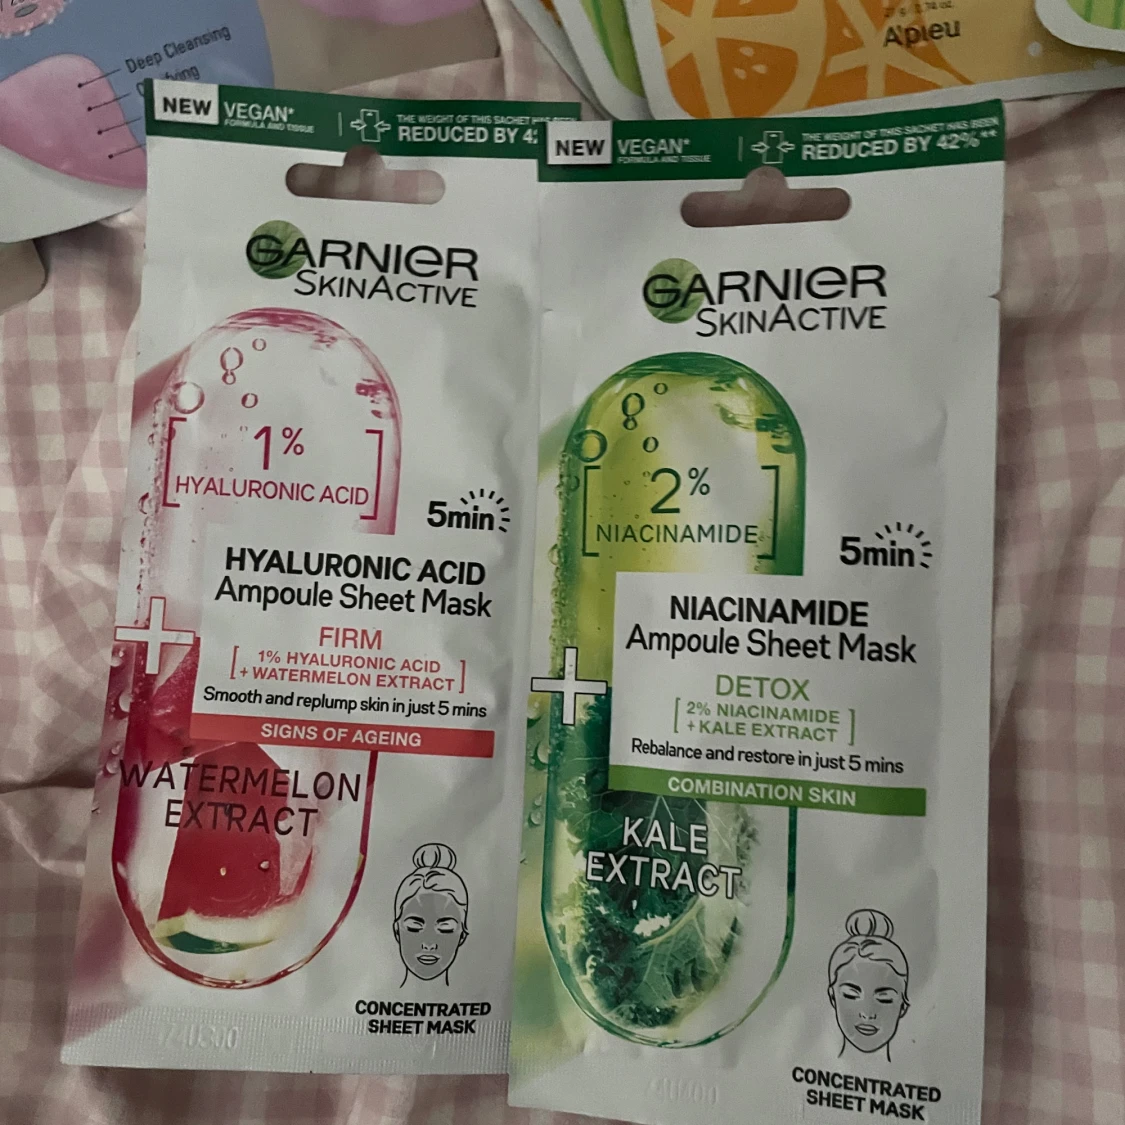 Deep Cleansing
A'pieu
NEW
VEGAN*
FORMULA AND TISSUE
REDUCED BY 4
GARNIER
SKINACTIVE
1%
HYALURONIC ACID
5min
HYALURONIC ACID
Ampoule Sheet Mask
FIRM
1% HYALURONIC ACID
+ WATERMELON EXTRACT
Smooth and replump skin in just 5 mins
SIGNS OF AGEING
WATERMELON
EXTRACT
CONCENTRATED
SHEET MASK
NEW
VEGAN*
FORMULA AND TISSUE
THE WEIGHT OF THIS SACHET HAS BEEN
REDUCED BY 42%**
GARNIER
SKINACTIVE
2%
NIACINAMIDE
5min
NIACINAMIDE
Ampoule Sheet Mask
DETOX
2% NIACINAMIDE
+ KALE EXTRACT
Rebalance and restore in just 5 mins
COMBINATION SKIN
KALE
EXTRACT
CONCENTRATED
SHEET MASK